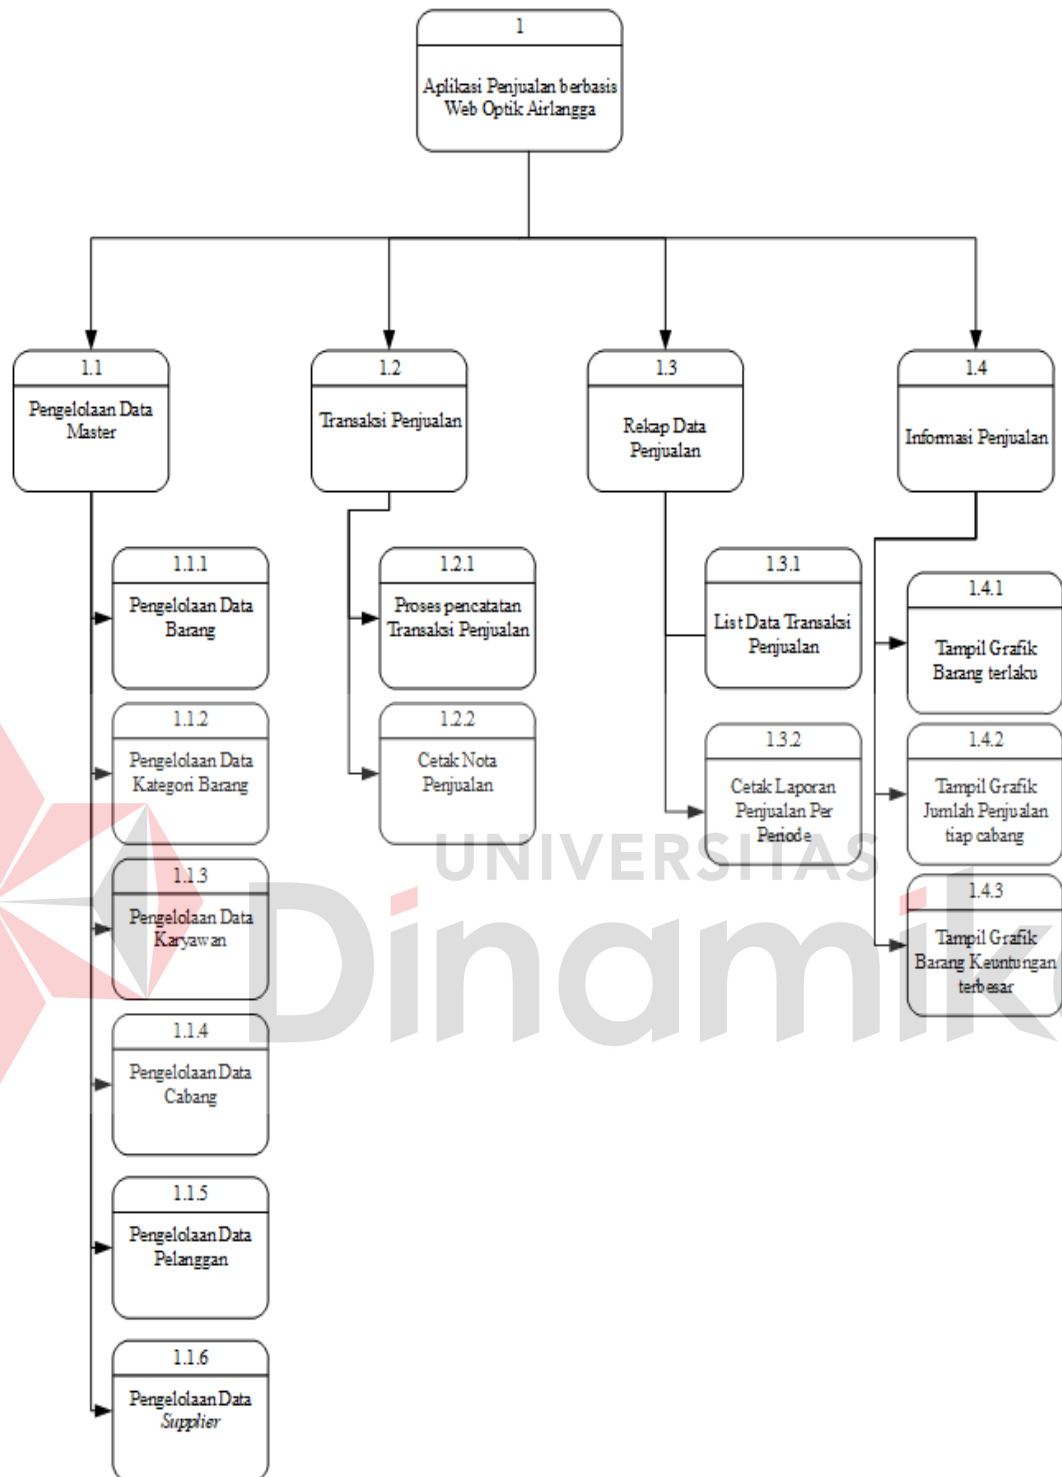 1
Aplikasi Penjualan berbasis
Web Optik Airlangga
1.1
Pengelolaan Data
Master
1.2
Transaksi Penjualan
1.3
Rekap Data
Penjualan
1.4
Informasi Penjualan
1.1.1
Pengelolaan Data
Barang
1.1.2
Pengelolaan Data
Kategori Barang
1.1.3
Pengelolaan Data
Karyawan
1.1.4
Pengelolaan Data
Cabang
1.1.5
Pengelolaan Data
Pelanggan
1.1.6
Pengelolaan Data
Supplier
1.2.1
Proses pencatatan
Transaksi Penjualan
1.2.2
Cetak Nota
Penjualan
1.3.1
List Data Transaksi
Penjualan
1.3.2
Cetak Laporan
Penjualan Per
Periode
1.4.1
Tampil Grafik
Barang terlaku
1.4.2
Tampil Grafik
Jumlah Penjualan
tiap cabang
1.4.3
Tampil Grafik
Barang Keuntungan
terbesar
UNIVERSITAS
Dinamika